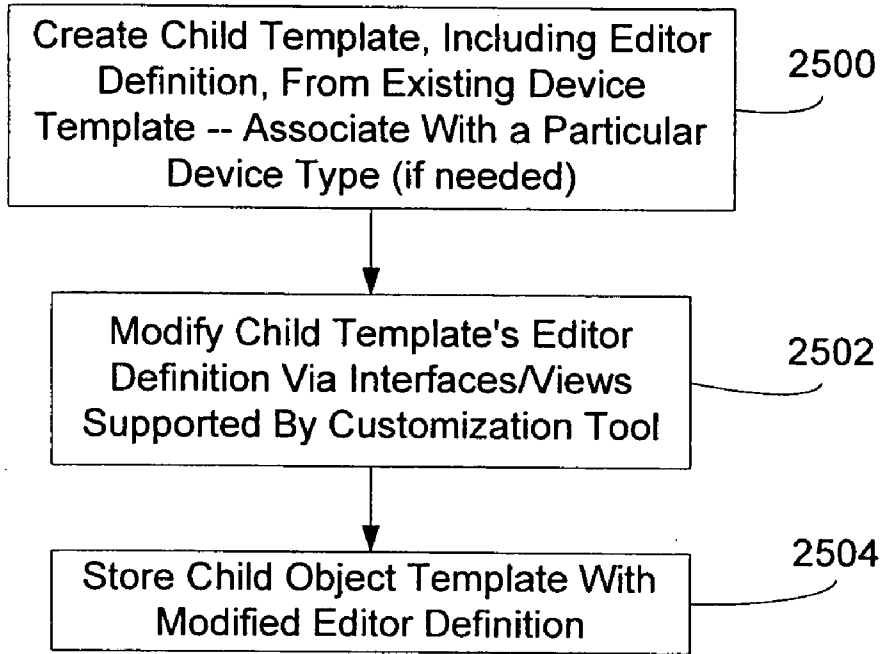 Create Child Template, Including Editor
Definition, From Existing Device
Template -- Associate With a Particular
Device Type (if needed)
2500
Modify Child Template's Editor
Definition Via Interfaces/Views
Supported By Customization Tool
2502
Store Child Object Template With
Modified Editor Definition
2504